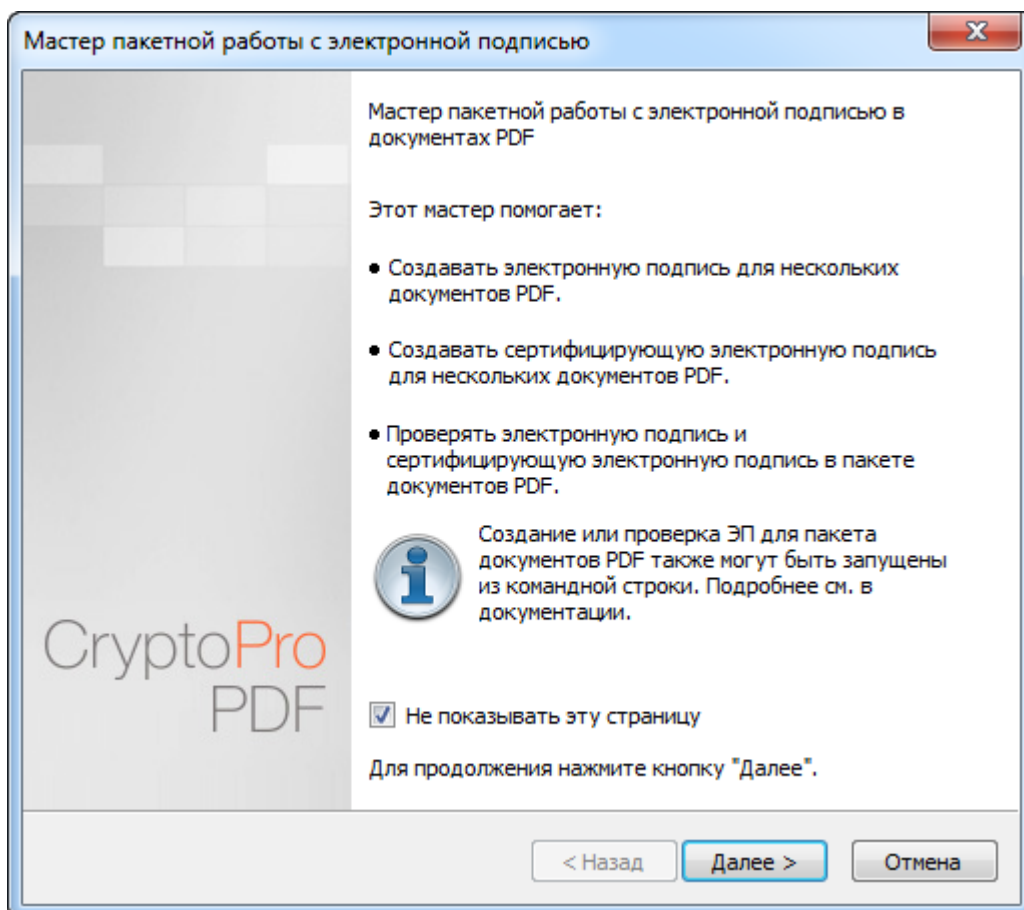 Мастер пакетной работы с электронной подписью
Мастер пакетной работы с электронной подписью в
документах PDF
Этот мастер помогает:
• Создавать электронную подпись для нескольких
документов PDF.
• Создавать сертифицирующую электронную подпись
для нескольких документов PDF.
• Проверять электронную подпись и
сертифицирующую электронную подпись в пакете
документов PDF.
Создание или проверка ЭП для пакета
документов PDF также могут быть запущены
из командной строки. Подробнее см. в
документации.
CryptoPro
PDF
Не показывать эту страницу
Для продолжения нажмите кнопку "Далее".
< Назад
Далее >
Отмена